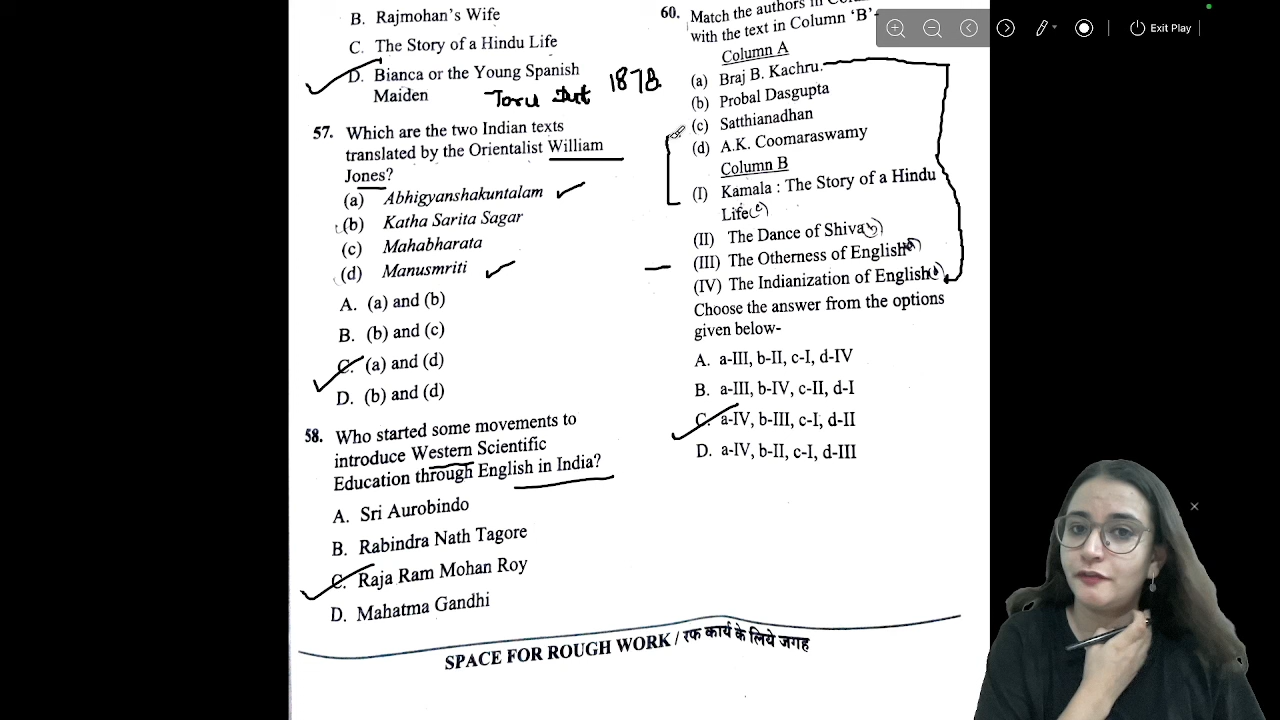 B. Rajmohan's Wife
C. The Story of a Hindu Life
D. Bianca or the Young Spanish
Maiden
Toru Dut 1878
57. Which are the two Indian texts
translated by the Orientalist William
Jones?
(a) Abhigyanshakuntalam
(b) Katha Sarita Sagar
(c) Mahabharata
(d) Manusmriti
A. (a) and (b)
B. (b) and (c)
C. (a) and (d)
D. (b) and (d)
58. Who started some movements to
introduce Western Scientific
Education through English in India?
A. Sri Aurobindo
B. Rabindra Nath Tagore
C. Raja Ram Mohan Roy
D. Mahatma Gandhi
60. Match the authors in
with the text in Column 'B'-
Column A
(a) Braj B. Kachru.
(b) Probal Dasgupta
(c) Satthianadhan
(d) A.K. Coomaraswamy
Column B
(I) Kamala : The Story of a Hindu
Life
(II) The Dance of Shiva
(III) The Otherness of English
(IV) The Indianization of English
Choose the answer from the options
given below-
A. a-III, b-II, c-I, d-IV
B. a-III, b-IV, c-II, d-I
C. a-IV, b-III, c-I, d-II
D. a-IV, b-II, c-I, d-III
SPACE FOR ROUGH WORK / रफ कार्य के लिये जगह
Exit Play